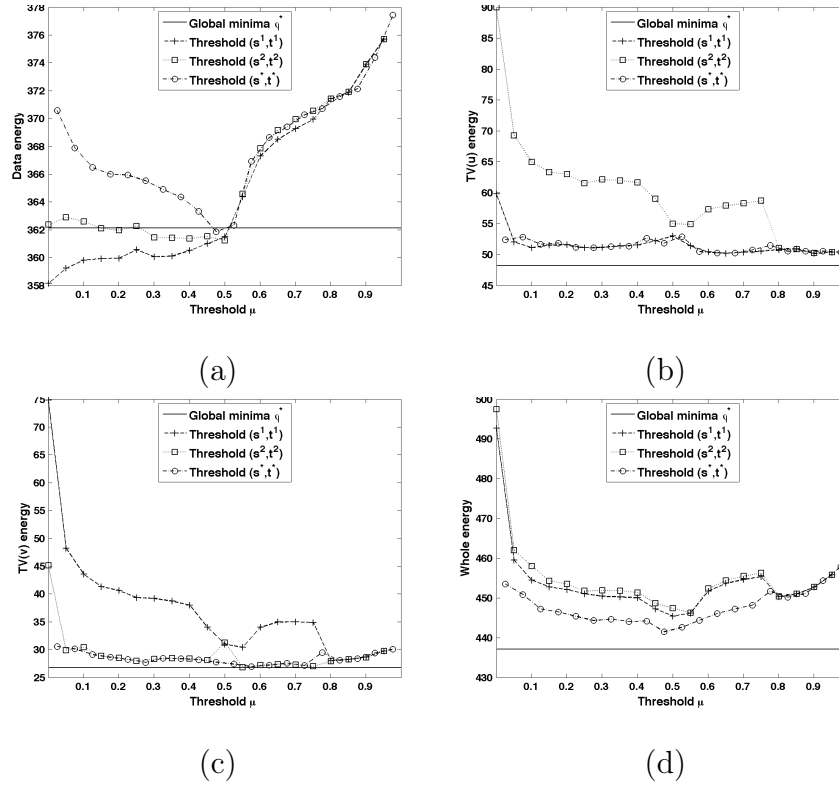 378
376
374
372
370
368
366
364
362
360
358
Data energy
Global minima φ*
Threshold (s¹,t¹)
Threshold (s²,t²)
Threshold (s*,t*)
0.1 0.2 0.3 0.4 0.5 0.6 0.7 0.8 0.9
Threshold μ
(a)
90
85
80
75
70
65
60
55
50
45
TV(u) energy
Global minima φ*
Threshold (s¹,t¹)
Threshold (s²,t²)
Threshold (s*,t*)
0.1 0.2 0.3 0.4 0.5 0.6 0.7 0.8 0.9
Threshold μ
(b)
75
70
65
60
55
50
45
40
35
30
25
TV(v) energy
Global minima φ*
Threshold (s¹,t¹)
Threshold (s²,t²)
Threshold (s*,t*)
0.1 0.2 0.3 0.4 0.5 0.6 0.7 0.8 0.9
Threshold μ
(c)
500
490
480
470
460
450
440
430
Whole energy
Global minima φ*
Threshold (s¹,t¹)
Threshold (s²,t²)
Threshold (s*,t*)
0.1 0.2 0.3 0.4 0.5 0.6 0.7 0.8 0.9
Threshold μ
(d)